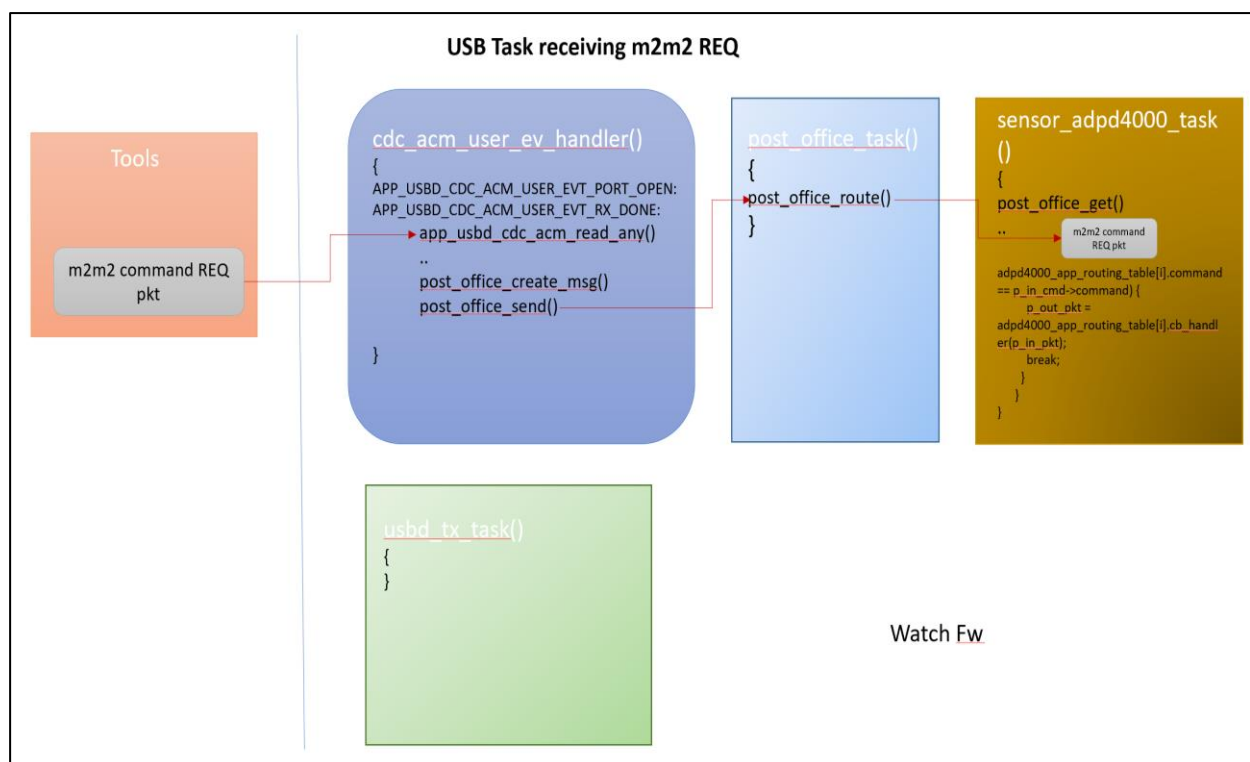 USB Task receiving m2m2 REQ
Tools
m2m2 command REQ
pkt
cdc_acm_user_ev_handler()
{
APP_USBD_CDC_ACM_USER_EVT_PORT_OPEN:
APP_USBD_CDC_ACM_USER_EVT_RX_DONE:
app_usbd_cdc_acm_read_any()
..
post_office_create_msg()
post_office_send()
}
post_office_task()
{
post_office_route()
}
sensor_adpd4000_task
()
{
post_office_get()
..
m2m2 command
REQ pkt
adpd4000_app_routing_table[i].command
== p_in_cmd->command) {
p_out_pkt =
adpd4000_app_routing_table[i].cb_handl
er(p_in_pkt);
break;
}
}
}
usbd_tx_task()
{
}
Watch Fw